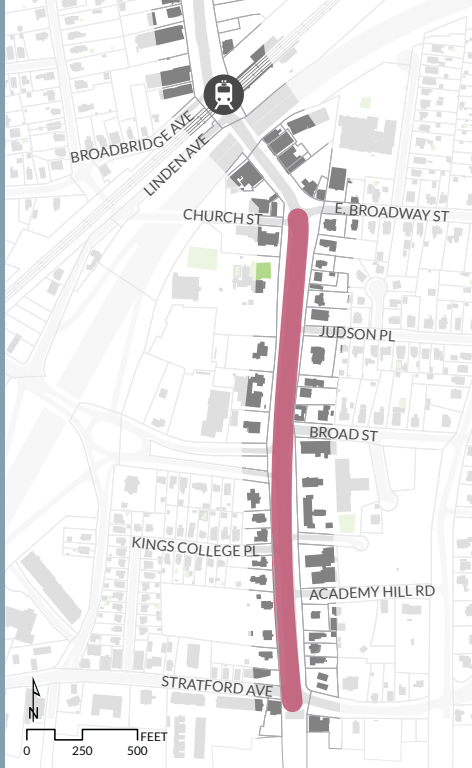 BROADBRIDGE AVE
LINDEN AVE
CHURCH ST
E. BROADWAY ST
JUDSON PL
BROAD ST
KINGS COLLEGE PL
ACADEMY HILL RD
STRATFORD AVE
N
FEET
0 250 500